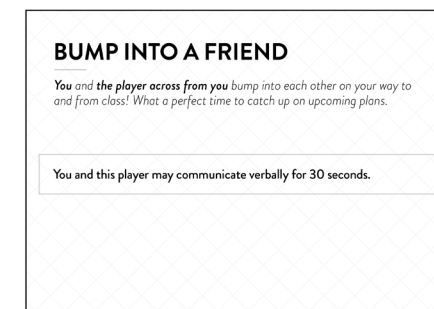 BUMP INTO A FRIEND
You and the player across from you bump into each other on your way to
and from class! What a perfect time to catch up on upcoming plans.
You and this player may communicate verbally for 30 seconds.